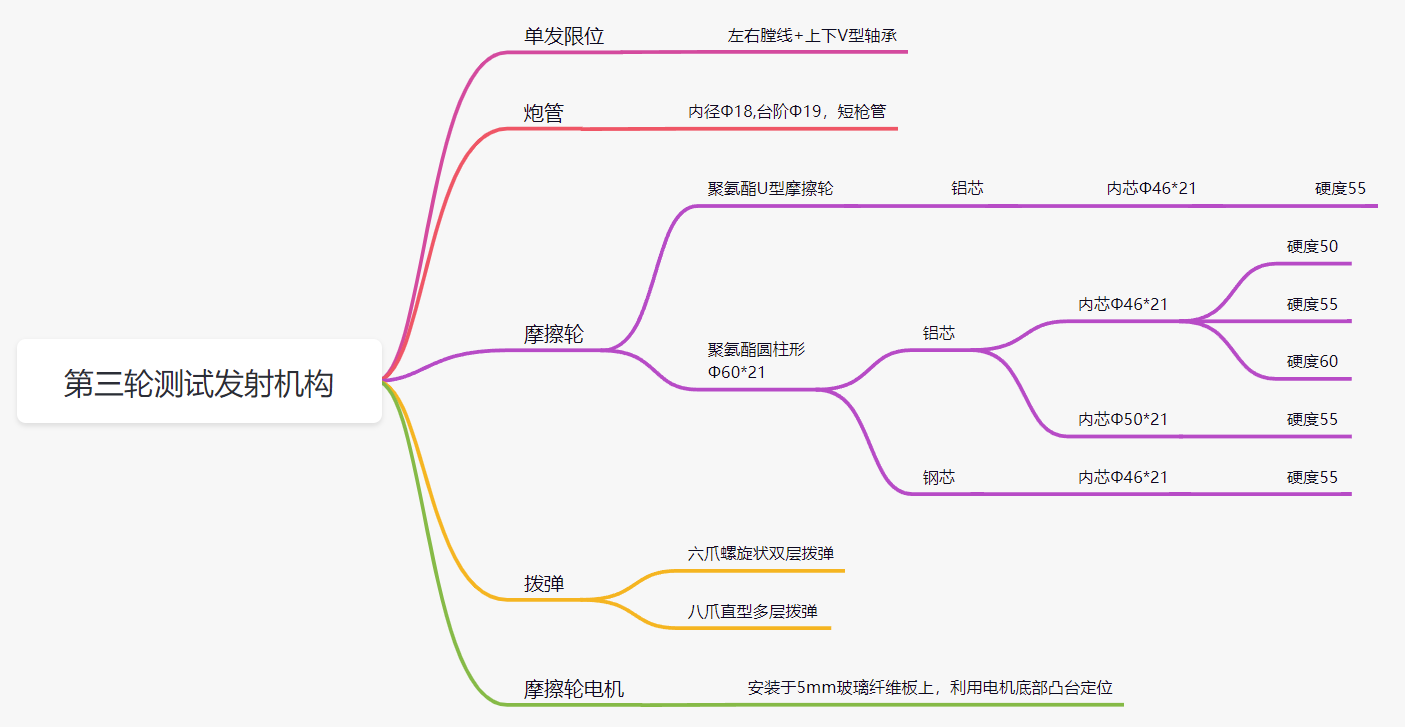 第三轮测试发射机构
单发限位
左右膛线+上下V型轴承
炮管
内径Φ18,台阶Φ19，短枪管
摩擦轮
聚氨酯U型摩擦轮
铝芯
内芯Φ46*21
硬度55
聚氨酯圆柱形
Φ60*21
铝芯
内芯Φ46*21
硬度50
硬度55
硬度60
内芯Φ50*21
硬度55
钢芯
内芯Φ46*21
硬度55
拨弹
六爪螺旋状双层拨弹
八爪直型多层拨弹
摩擦轮电机
安装于5mm玻璃纤维板上，利用电机底部凸台定位